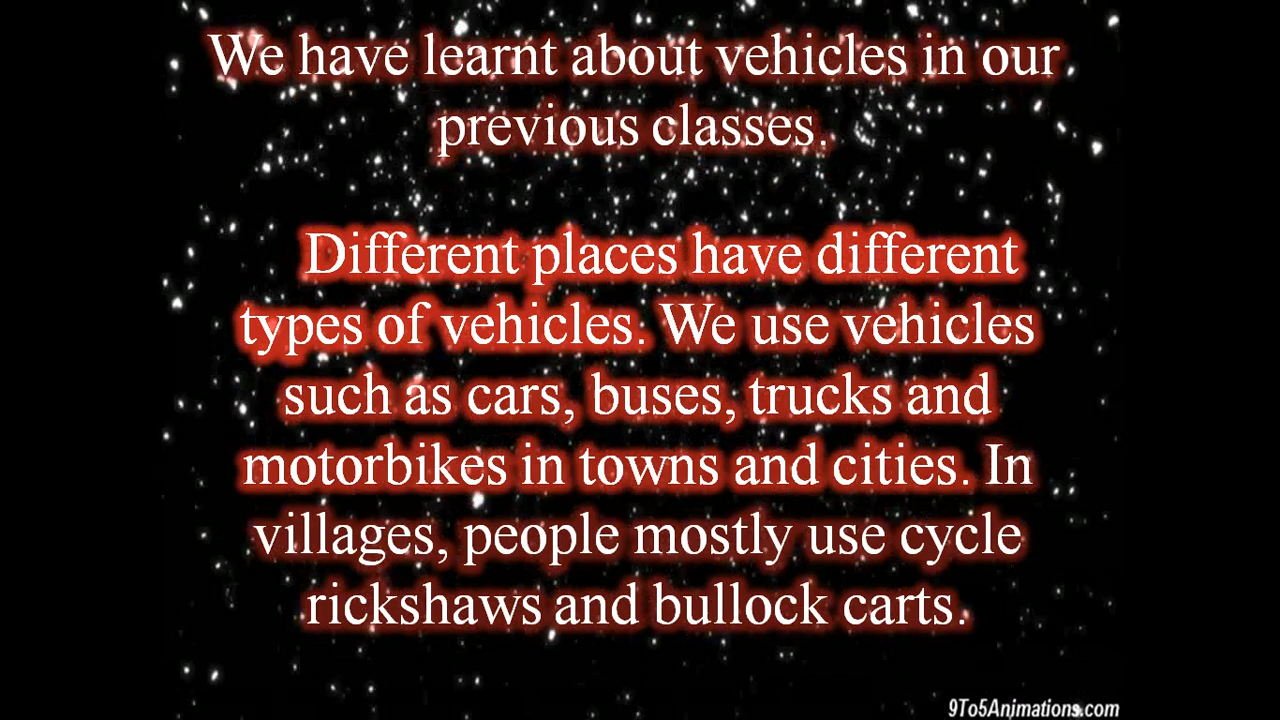 We have learnt about vehicles in our
previous classes.
Different places have different
types of vehicles. We use vehicles
such as cars, buses, trucks and
motorbikes in towns and cities. In
villages, people mostly use cycle
rickshaws and bullock carts.
9To5Animations.com